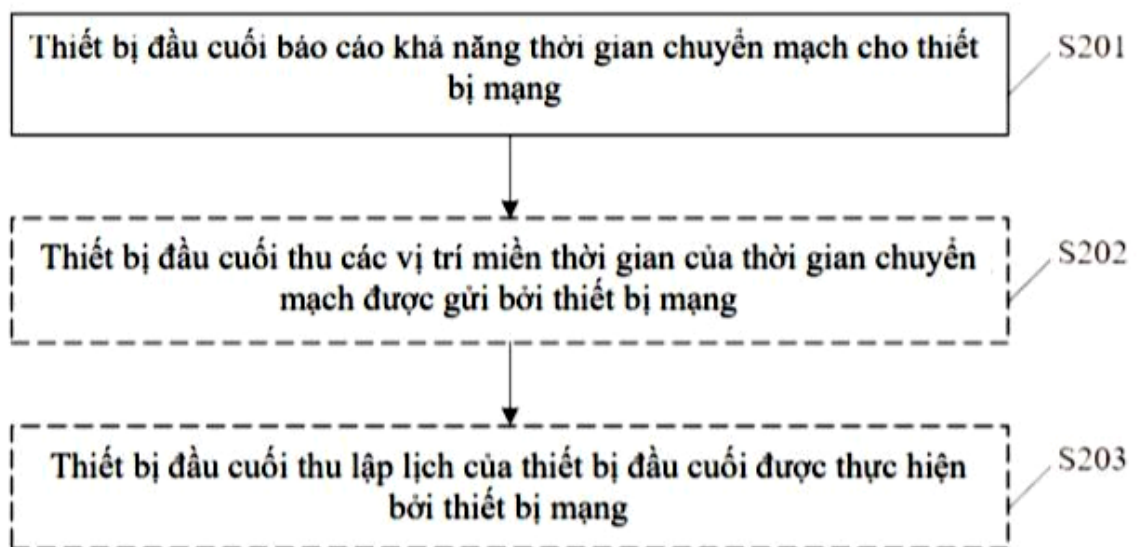 Thiết bị đầu cuối báo cáo khả năng thời gian chuyển mạch cho thiết
bị mạng
S201
Thiết bị đầu cuối thu các vị trí miền thời gian của thời gian chuyển
mạch được gửi bởi thiết bị mạng
S202
Thiết bị đầu cuối thu lập lịch của thiết bị đầu cuối được thực hiện
bởi thiết bị mạng
S203